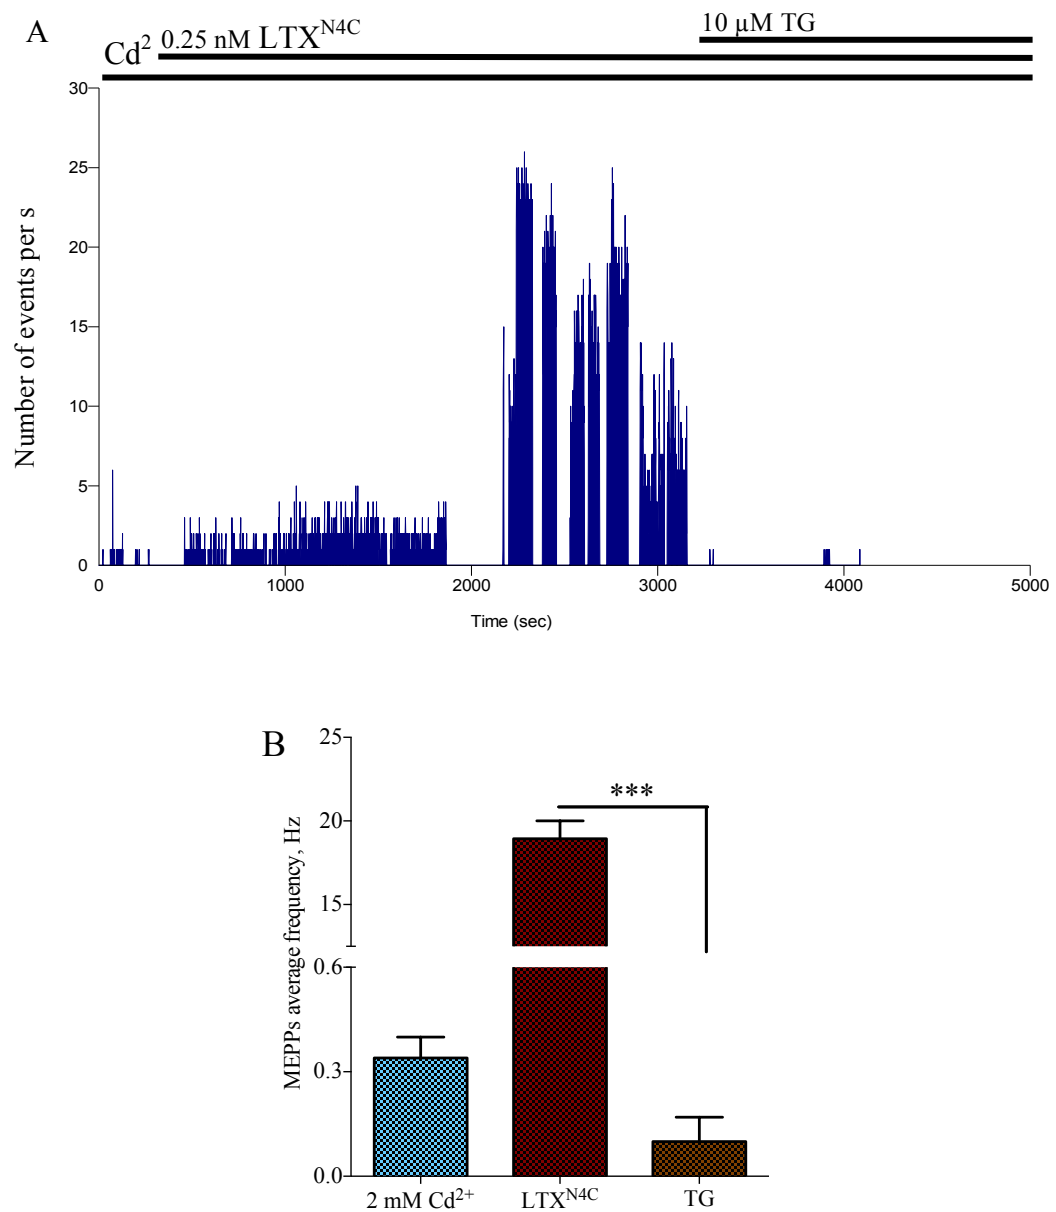 A
10 µM TG
Cd² 0.25 nM LTXᴺ⁴ᶜ
30
25
20
15
10
5
0
Number of events per s
0 1000 2000 3000 4000 5000
Time (sec)
B
25
20
15
0.6
0.3
0.0
MEPPs average frequency, Hz
***
2 mM Cd²⁺ LTXᴺ⁴ᶜ TG